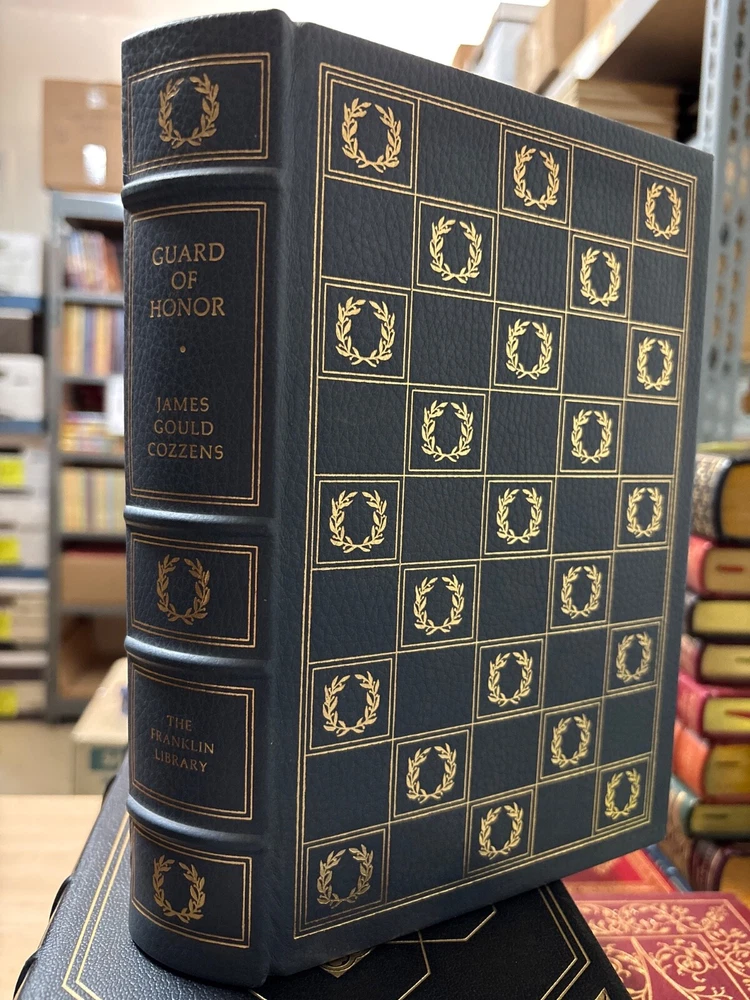 GUARD
OF
HONOR
JAMES
GOULD
COZZENS
THE
FRANKLIN
LIBRARY